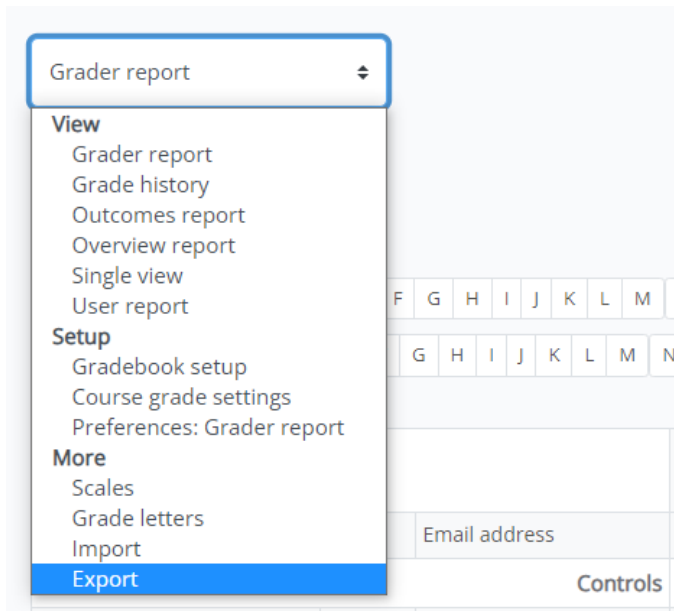 Grader report
View
Grader report
Grade history
Outcomes report
Overview report
Single view
User report
F G H I J K L M
Setup
G H I J K L M N
Gradebook setup
Course grade settings
Preferences: Grader report
More
Scales
Grade letters
Email address
Import
Export
Controls